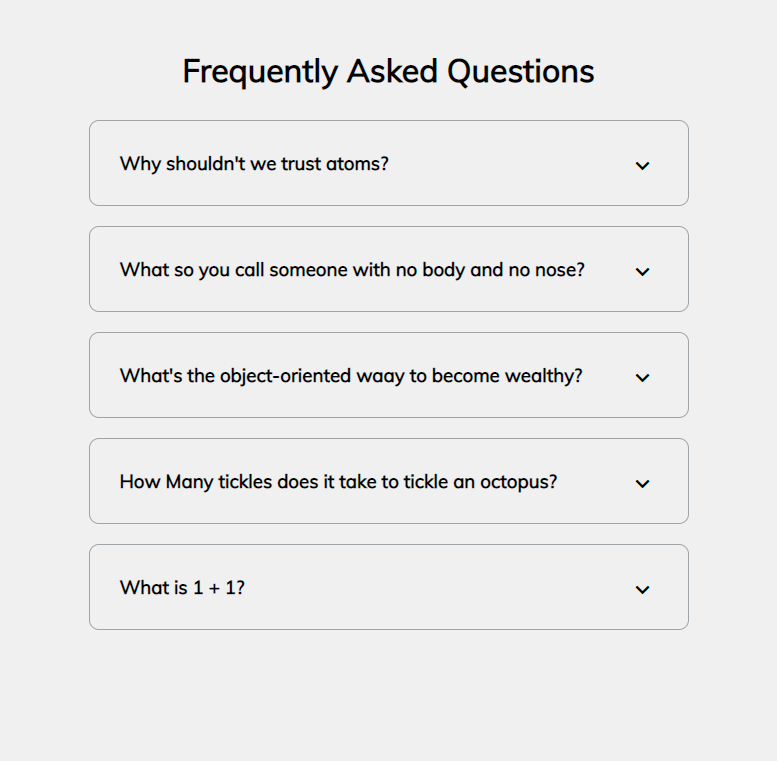 Frequently Asked Questions
Why shouldn't we trust atoms?
What so you call someone with no body and no nose?
What's the object-oriented waay to become wealthy?
How Many tickles does it take to tickle an octopus?
What is 1 + 1?